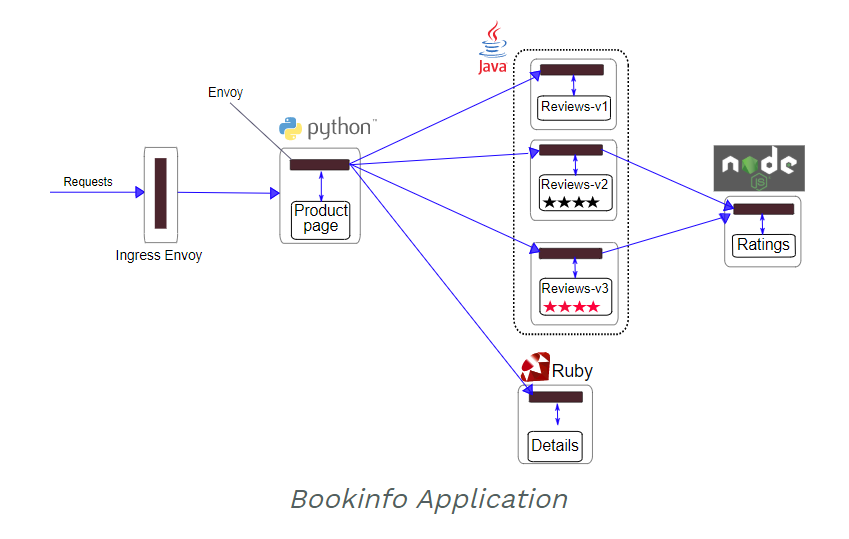 Java
Reviews-v1
Envoy
python™
node
JS
Requests
Reviews-v2
Product
page
Ratings
Ingress Envoy
Reviews-v3
Ruby
Details
Bookinfo Application